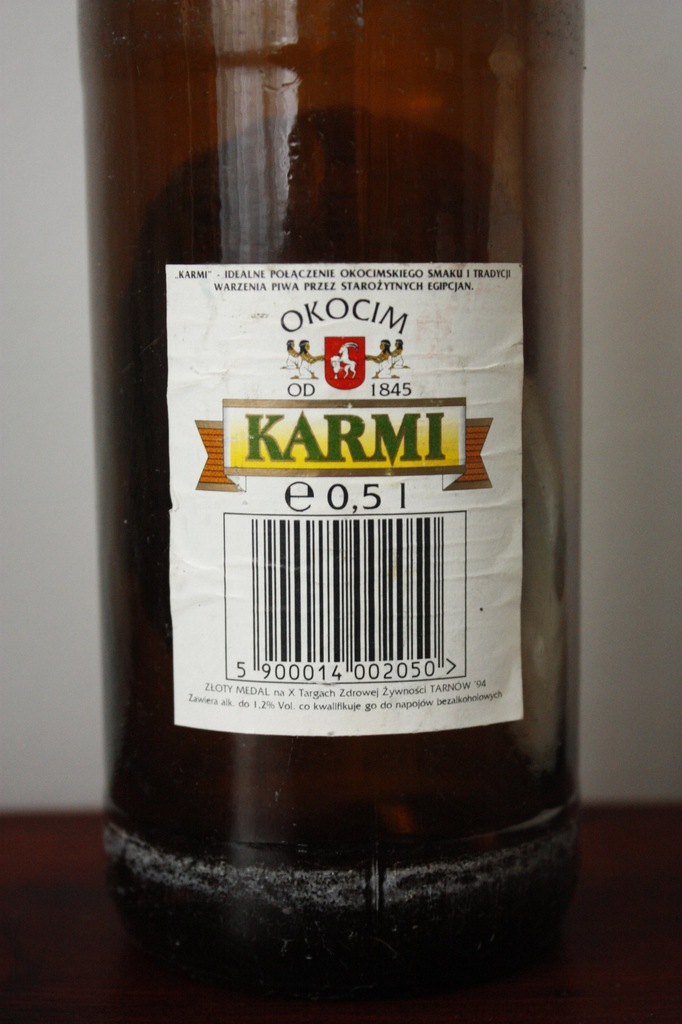 „KARMI" - IDEALNE POŁĄCZENIE OKOCIMSKIEGO SMAKU I TRADYCJI
WARZENIA PIWA PRZEZ STAROŻYTNYCH EGIPCJAN.
OKOCIM
OD 1845
KARMI
e 0,5 l
5 900014 002050 >
ZŁOTY MEDAL na X Targach Zdrowej Żywności TARNÓW '94
Zawiera alk. do 1,2% Vol. co kwalifikuje go do napojów bezalkoholowych